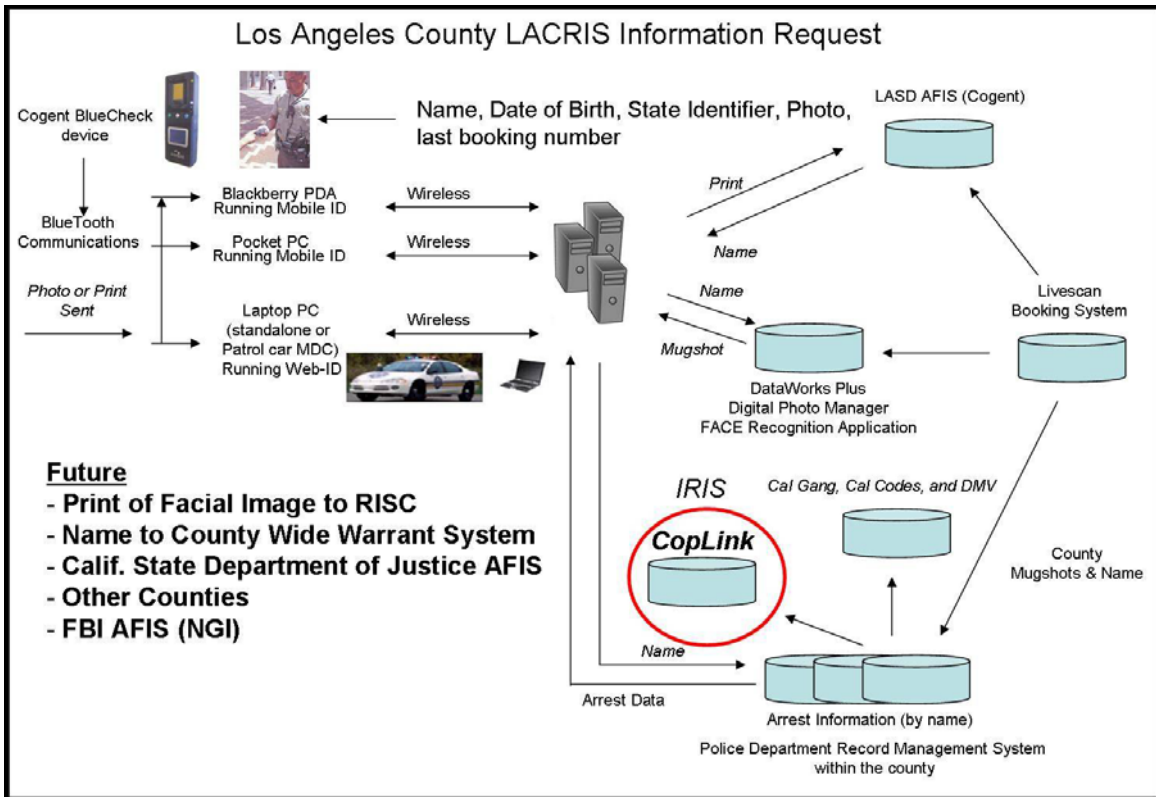 Los Angeles County LACRIS Information Request
Cogent BlueCheck
device
Name, Date of Birth, State Identifier, Photo,
last booking number
LASD AFIS (Cogent)
BlueTooth
Communications
Blackberry PDA
Running Mobile ID
Wireless
Pocket PC
Running Mobile ID
Wireless
Photo or Print
Sent
Laptop PC
(standalone or
Patrol car MDC)
Running Web-ID
Wireless
Print
Name
Name
Mugshot
Livescan
Booking System
DataWorks Plus
Digital Photo Manager
FACE Recognition Application
Future
- Print of Facial Image to RISC
- Name to County Wide Warrant System
- Calif. State Department of Justice AFIS
- Other Counties
- FBI AFIS (NGI)
IRIS
CopLink
Cal Gang, Cal Codes, and DMV
County
Mugshots & Name
Name
Arrest Data
Arrest Information (by name)
Police Department Record Management System
within the county